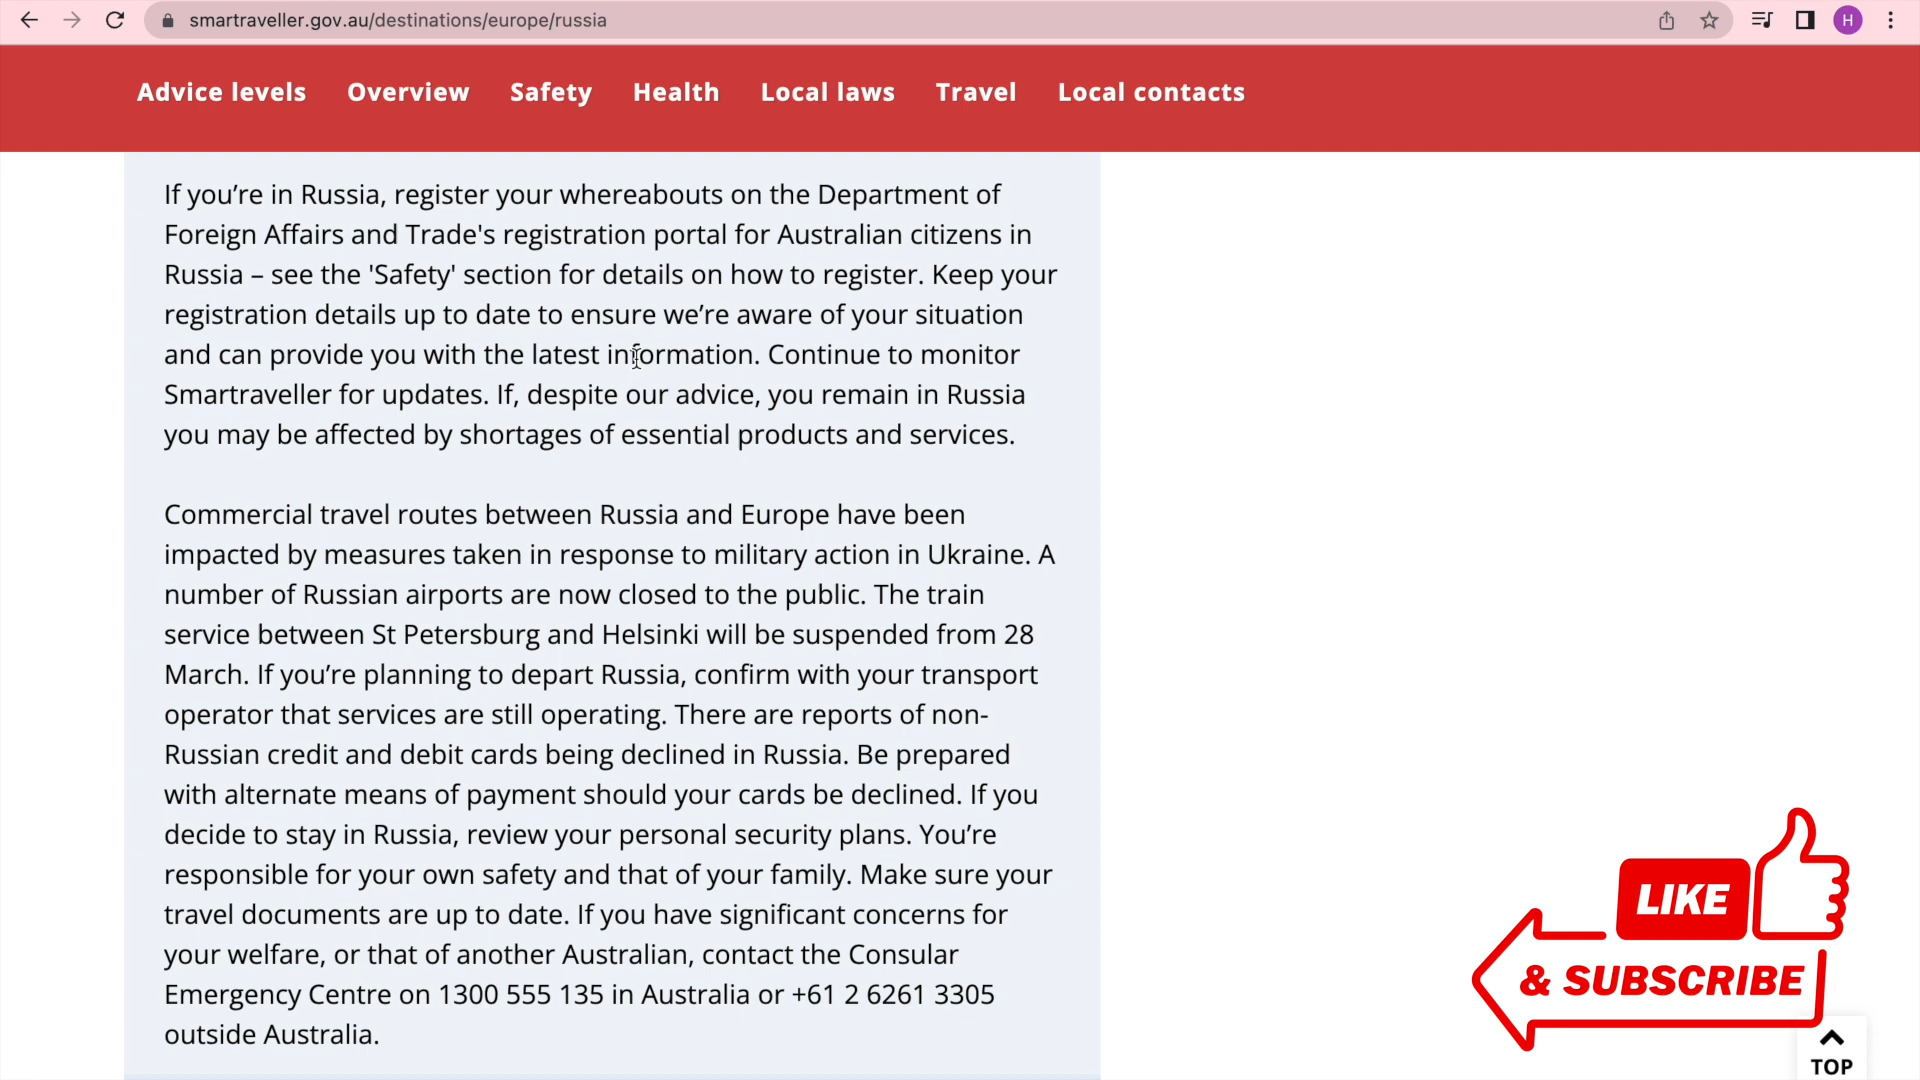 smartraveller.gov.au/destinations/europe/russia
H
Advice levels Overview Safety Health Local laws Travel Local contacts
If you’re in Russia, register your whereabouts on the Department of
Foreign Affairs and Trade's registration portal for Australian citizens in
Russia – see the 'Safety' section for details on how to register. Keep your
registration details up to date to ensure we’re aware of your situation
and can provide you with the latest information. Continue to monitor
Smartraveller for updates. If, despite our advice, you remain in Russia
you may be affected by shortages of essential products and services.
Commercial travel routes between Russia and Europe have been
impacted by measures taken in response to military action in Ukraine. A
number of Russian airports are now closed to the public. The train
service between St Petersburg and Helsinki will be suspended from 28
March. If you’re planning to depart Russia, confirm with your transport
operator that services are still operating. There are reports of non-
Russian credit and debit cards being declined in Russia. Be prepared
with alternate means of payment should your cards be declined. If you
decide to stay in Russia, review your personal security plans. You’re
responsible for your own safety and that of your family. Make sure your
travel documents are up to date. If you have significant concerns for
your welfare, or that of another Australian, contact the Consular
Emergency Centre on 1300 555 135 in Australia or +61 2 6261 3305
outside Australia.
LIKE
& SUBSCRIBE
TOP